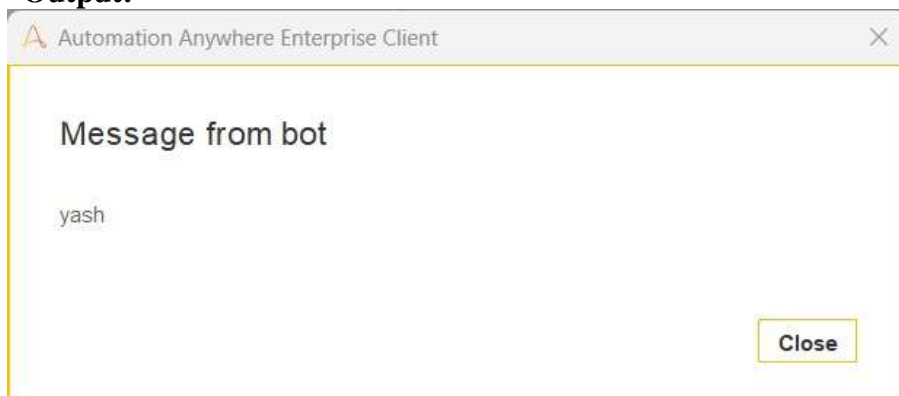 Output:
Automation Anywhere Enterprise Client
Message from bot
yash
Close